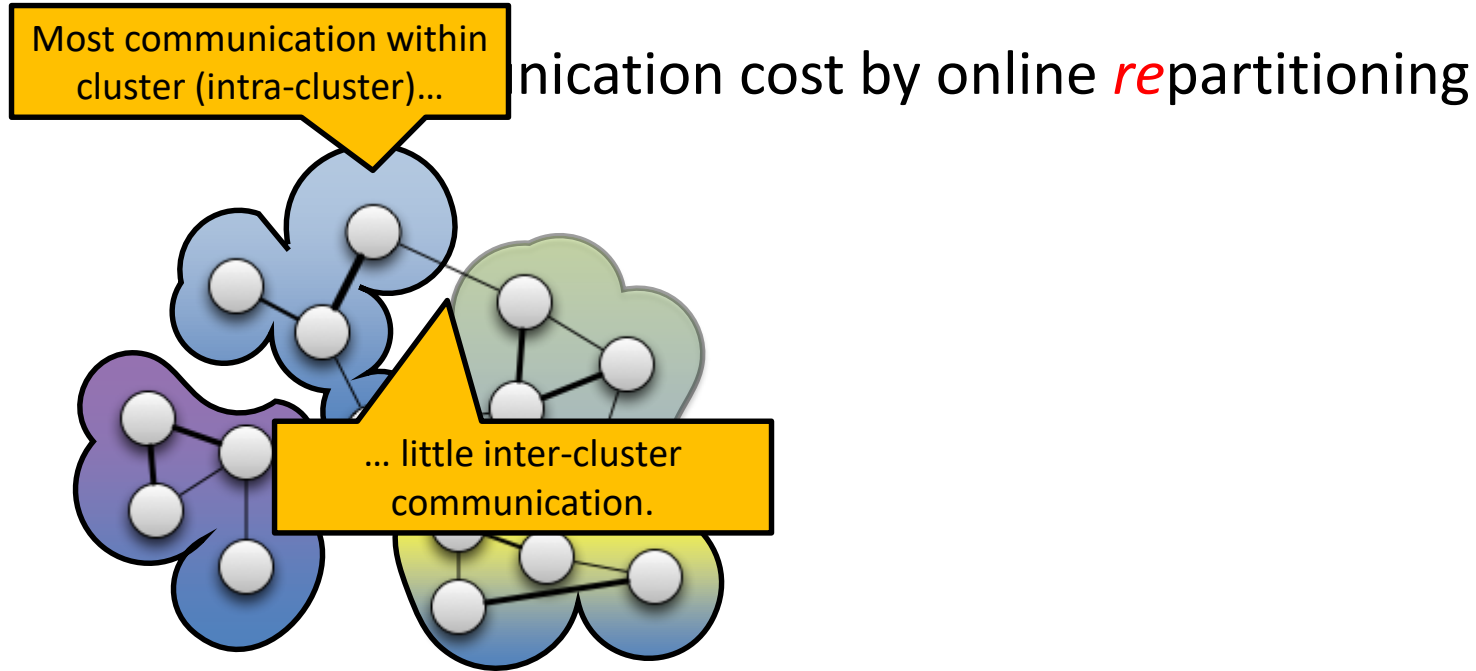 Most communication within
cluster (intra-cluster)…
nication cost by online repartitioning
… little inter-cluster
communication.